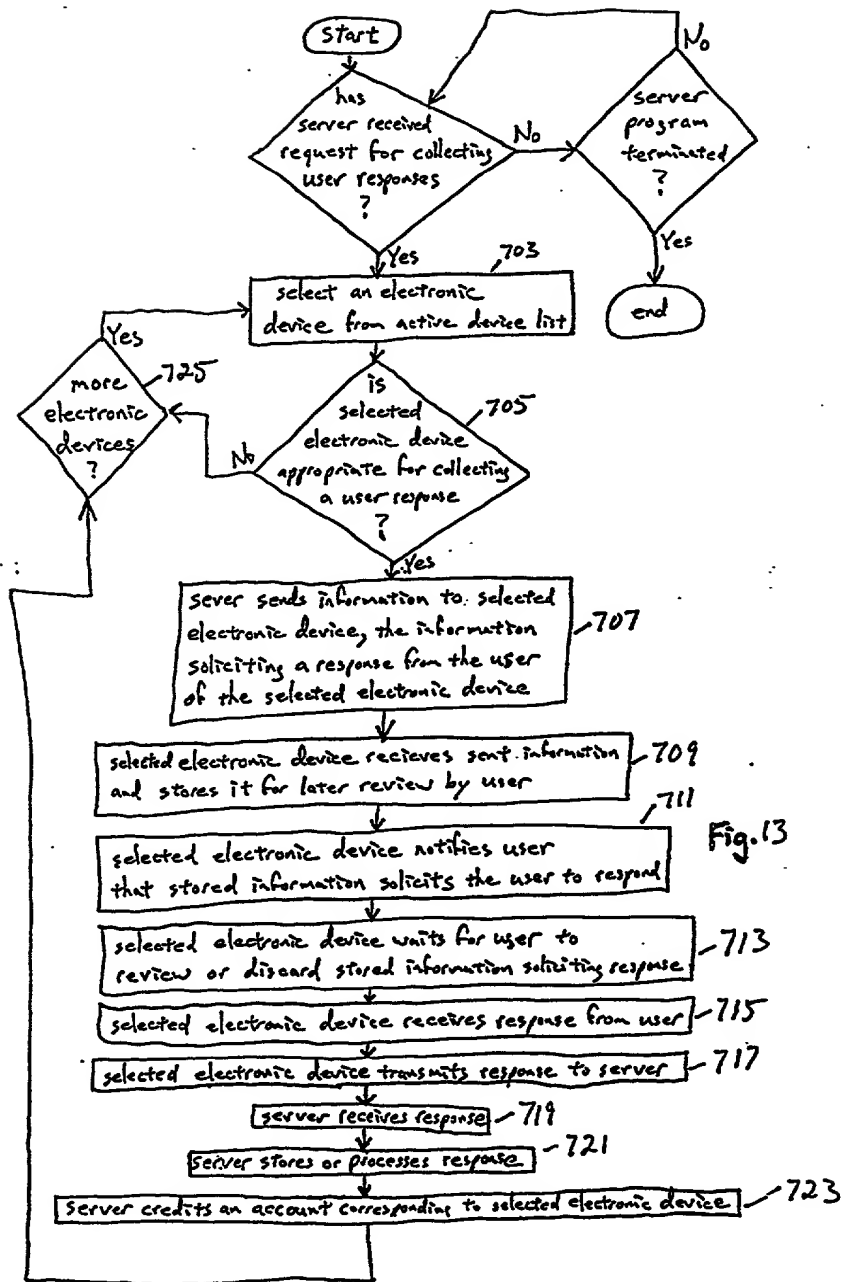 start
No
has
server received
request for collecting
user responses
?
No
server
program
terminated
?
Yes
Yes
703
end
select an electronic
device from active device list
Yes
725
more
electronic
devices
?
is
selected
electronic device
appropriate for collecting
a user response
?
705
No
Yes
sever sends information to selected
electronic device, the information
soliciting a response from the user
of the selected electronic device
707
selected electronic device recieves sent information
and stores it for later review by user
709
711
selected electronic device notifies user
that stored information solicits the user to respond
Fig. 13
selected electronic device waits for user to
review or discard stored information soliciting response
713
selected electronic device receives response from user
715
selected electronic device transmits response to server
717
server receives response
719
server stores or processes response
721
server credits an account corresponding to selected electronic device
723